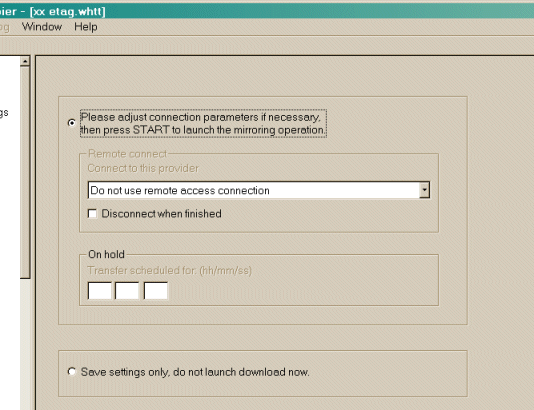 pier - [xx etag.whtt]
og Window Help
gs
Please adjust connection parameters if necessary,
then press START to launch the mirroring operation.
Remote connect
Connect to this provider
Do not use remote access connection
Disconnect when finished
On hold
Transfer scheduled for: (hh/mm/ss)
Save settings only, do not launch download now.